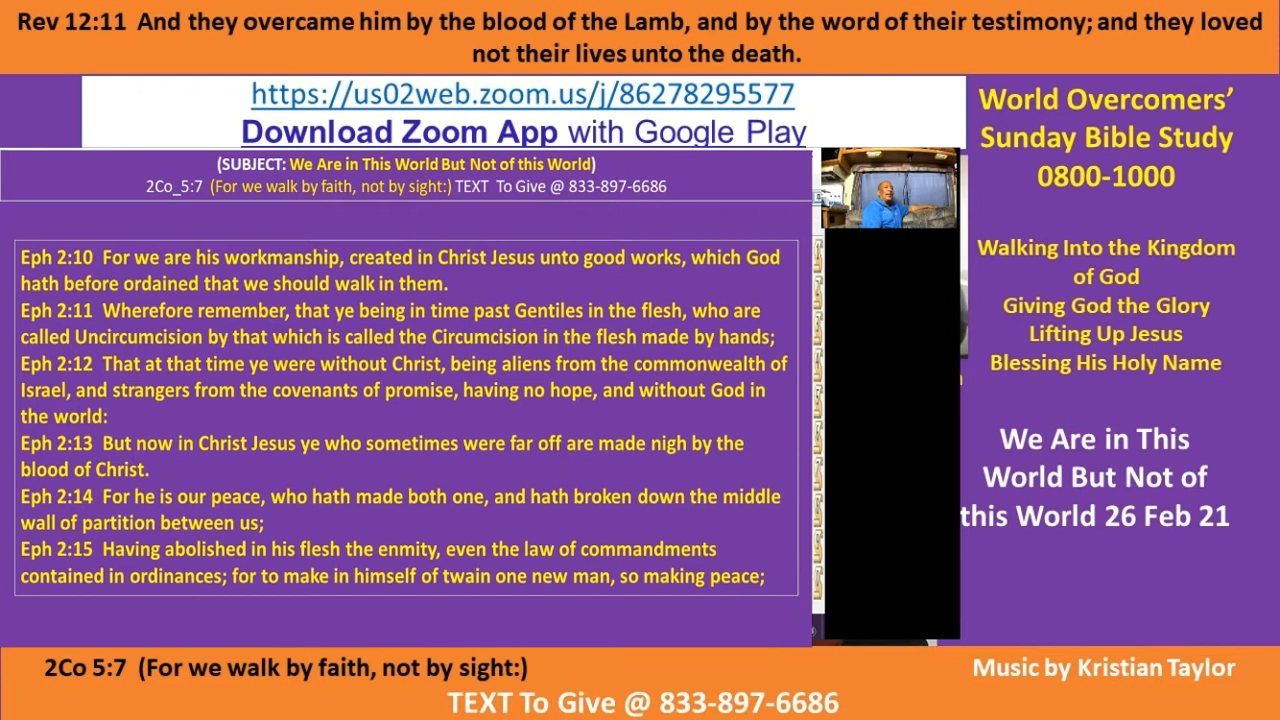 Rev 12:11 And they overcame him by the blood of the Lamb, and by the word of their testimony; and they loved
not their lives unto the death.
https://us02web.zoom.us/j/86278295577
Download Zoom App with Google Play
(SUBJECT: We Are in This World But Not of this World)
2Co_5:7 (For we walk by faith, not by sight:) TEXT To Give @ 833-897-6686
Eph 2:10 For we are his workmanship, created in Christ Jesus unto good works, which God
hath before ordained that we should walk in them.
Eph 2:11 Wherefore remember, that ye being in time past Gentiles in the flesh, who are
called Uncircumcision by that which is called the Circumcision in the flesh made by hands;
Eph 2:12 That at that time ye were without Christ, being aliens from the commonwealth of
Israel, and strangers from the covenants of promise, having no hope, and without God in
the world:
Eph 2:13 But now in Christ Jesus ye who sometimes were far off are made nigh by the
blood of Christ.
Eph 2:14 For he is our peace, who hath made both one, and hath broken down the middle
wall of partition between us;
Eph 2:15 Having abolished in his flesh the enmity, even the law of commandments
contained in ordinances; for to make in himself of twain one new man, so making peace;
World Overcomers'
Sunday Bible Study
0800-1000
Walking Into the Kingdom
of God
Giving God the Glory
Lifting Up Jesus
Blessing His Holy Name
We Are in This
World But Not of
this World 26 Feb 21
2Co 5:7 (For we walk by faith, not by sight:)
Music by Kristian Taylor
TEXT To Give @ 833-897-6686